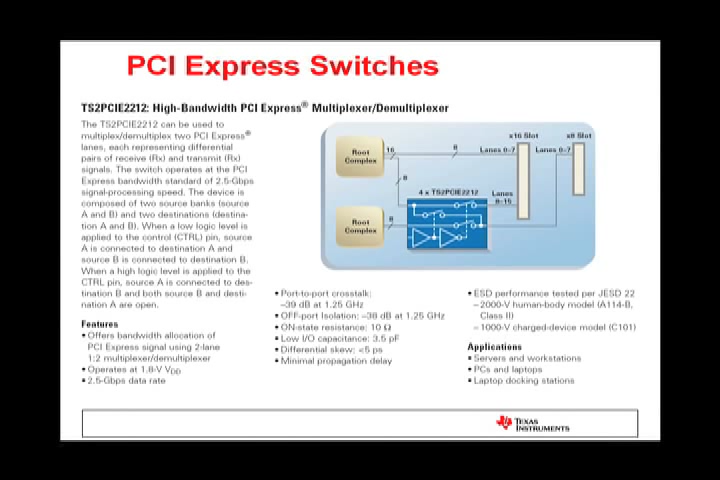 PCI Express Switches
TS2PCIE2212: High-Bandwidth PCI Express® Multiplexer/Demultiplexer
The TS2PCIE2212 can be used to
multiplex/demultiplex two PCI Express®
lanes, each representing differential
pairs of receive (Rx) and transmit (Rx)
signals. The switch operates at the PCI
Express bandwidth standard of 2.5-Gbps
signal-processing speed. The device is
composed of two source banks (source
A and B) and two destinations (destina-
tion A and B). When a low logic level is
applied to the control (CTRL) pin, source
A is connected to destination A and
source B is connected to destination B.
When a high logic level is applied to the
CTRL pin, source A is connected to des-
tination B and both source B and desti-
nation A are open.
Features
• Offers bandwidth allocation of
PCI Express signal using 2-lane
1:2 multiplexer/demultiplexer
• Operates at 1.8-V VDD
• 2.5-Gbps data rate
x16 Slot
x8 Slot
Root
Complex
16
8
Lanes 0–7
Lanes 0–7
8
4 x TS2PCIE2212
Lanes
8–15
Root
Complex
8
• Port-to-port crosstalk:
–39 dB at 1.25 GHz
• OFF-port Isolation: –38 dB at 1.25 GHz
• ON-state resistance: 10 Ω
• Low I/O capacitance: 3.5 pF
• Differential skew: <5 ps
• Minimal propagation delay
• ESD performance tested per JESD 22
– 2000-V human-body model (A114-B,
Class II)
– 1000-V charged-device model (C101)
Applications
• Servers and workstations
• PCs and laptops
• Laptop docking stations
TEXAS
INSTRUMENTS